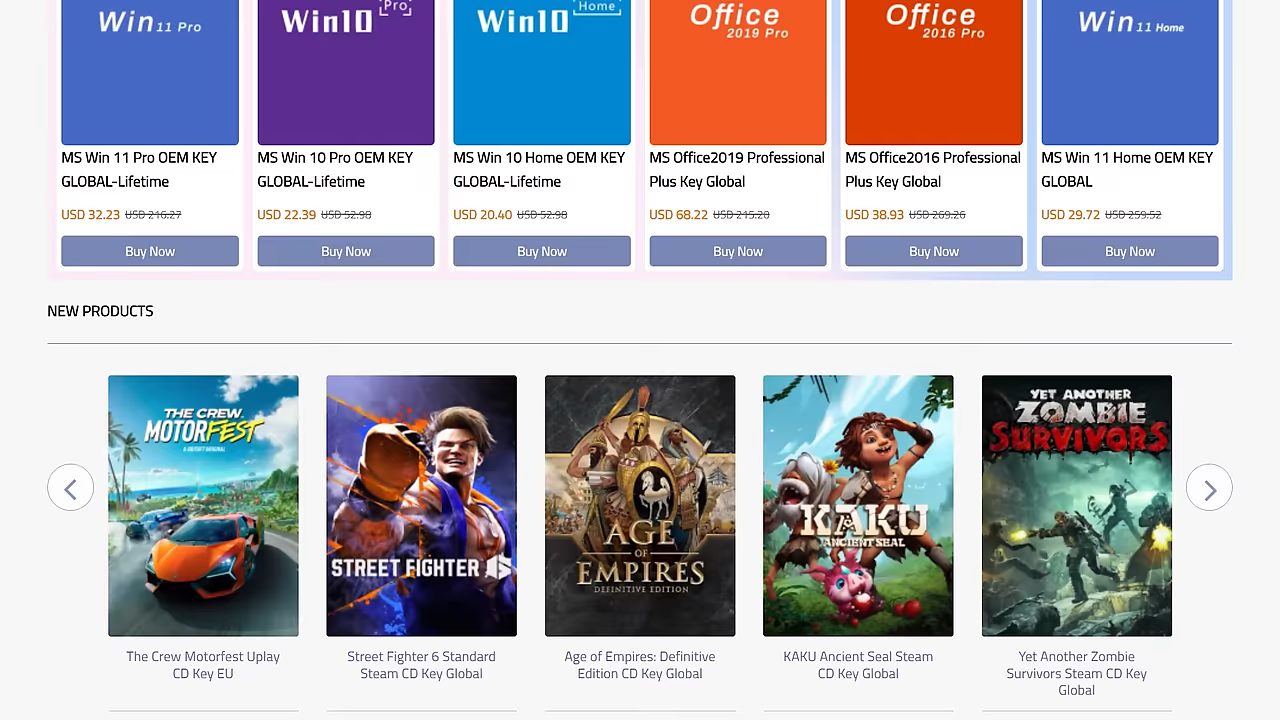 Win 11 Pro
Win10 Pro
Win10 Home
Office 2019 Pro
Office 2016 Pro
Win 11 Home
MS Win 11 Pro OEM KEY
GLOBAL-Lifetime
USD 32.23 USD 216.27
Buy Now
MS Win 10 Pro OEM KEY
GLOBAL-Lifetime
USD 22.39 USD 52.98
Buy Now
MS Win 10 Home OEM KEY
GLOBAL-Lifetime
USD 20.40 USD 52.98
Buy Now
MS Office2019 Professional
Plus Key Global
USD 68.22 USD 215.20
Buy Now
MS Office2016 Professional
Plus Key Global
USD 38.93 USD 269.26
Buy Now
MS Win 11 Home OEM KEY
GLOBAL
USD 29.72 USD 259.52
Buy Now
NEW PRODUCTS
THE CREW
MOTORFEST
A UBISOFT ORIGINAL
STREET FIGHTER 6
AGE
OF
EMPIRES
DEFINITIVE EDITION
KAKU
ANCIENT SEAL
YET ANOTHER
ZOMBIE
SURVIVORS
The Crew Motorfest Uplay
CD Key EU
Street Fighter 6 Standard
Steam CD Key Global
Age of Empires: Definitive
Edition CD Key Global
KAKU Ancient Seal Steam
CD Key Global
Yet Another Zombie
Survivors Steam CD Key
Global